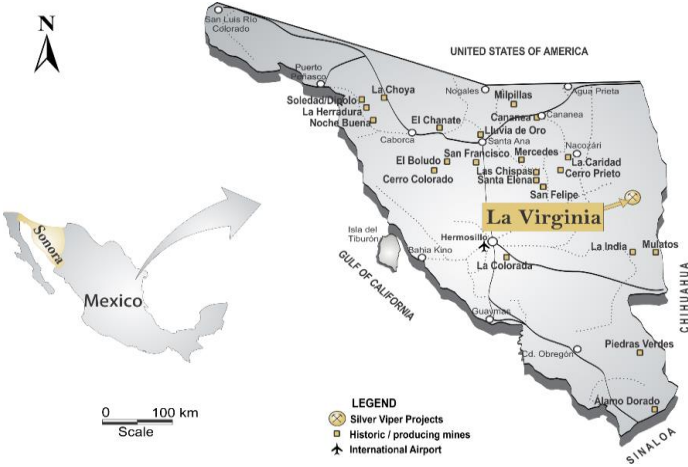 N
San Luis Río
Colorado
UNITED STATES OF AMERICA
Puerto
Peñasco
La Choya
Nogales
Milpillas
Agua Prieta
Soledad/Dipolo
La Herradura
Noche Buena
El Chanate
Cananea
Cananea
Lluvia de Oro
Caborca
Santa Ana
Nacozári
El Boludo
San Francisco
Mercedes
La Caridad
Cerro Colorado
Las Chispas
Cerro Prieto
Santa Elena
San Felipe
La Virginia
Sonora
Isla del
Tiburón
Hermosillo
Bahia Kino
La India
Mulatos
La Colorada
GULF OF CALIFORNIA
CHIHUAHUA
Mexico
Guaymas
Cd. Obregón
Piedras Verdes
Álamo Dorado
SINALOA
0 100 km
Scale
LEGEND
Silver Viper Projects
Historic / producing mines
International Airport